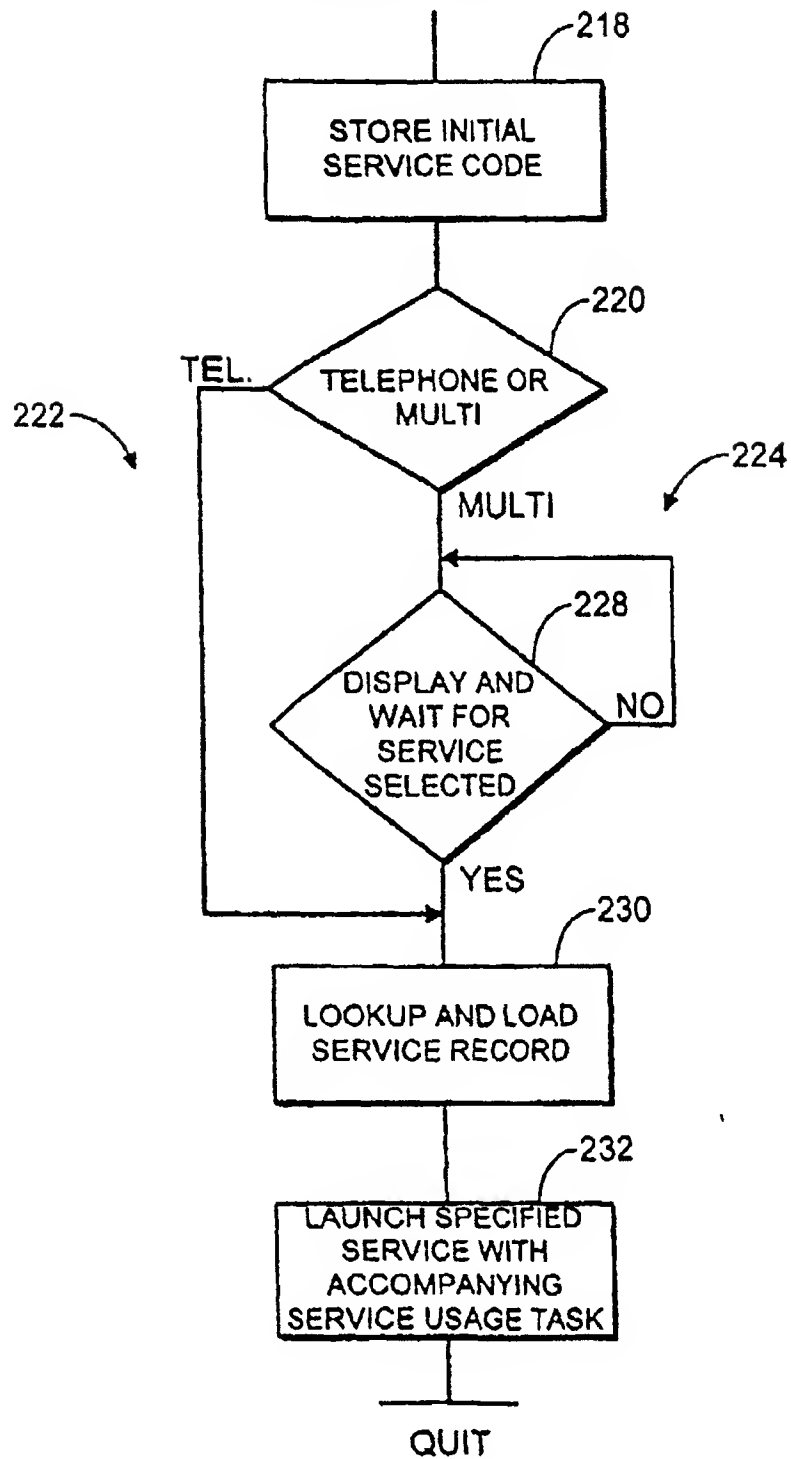 218
STORE INITIAL
SERVICE CODE
220
TEL.
TELEPHONE OR
MULTI
222
224
MULTI
228
DISPLAY AND
WAIT FOR
SERVICE
SELECTED
NO
YES
230
LOOKUP AND LOAD
SERVICE RECORD
232
LAUNCH SPECIFIED
SERVICE WITH
ACCOMPANYING
SERVICE USAGE TASK
QUIT